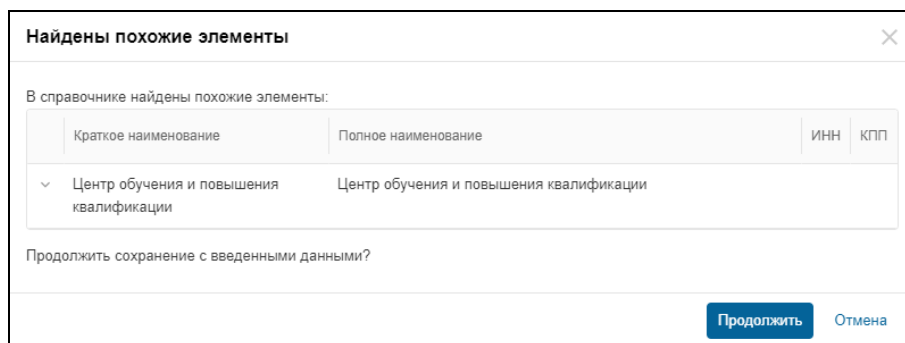 Найдены похожие элементы
В справочнике найдены похожие элементы:
Краткое наименование Полное наименование ИНН КПП
Центр обучения и повышения Центр обучения и повышения квалификации
квалификации
Продолжить сохранение с введенными данными?
Продолжить Отмена